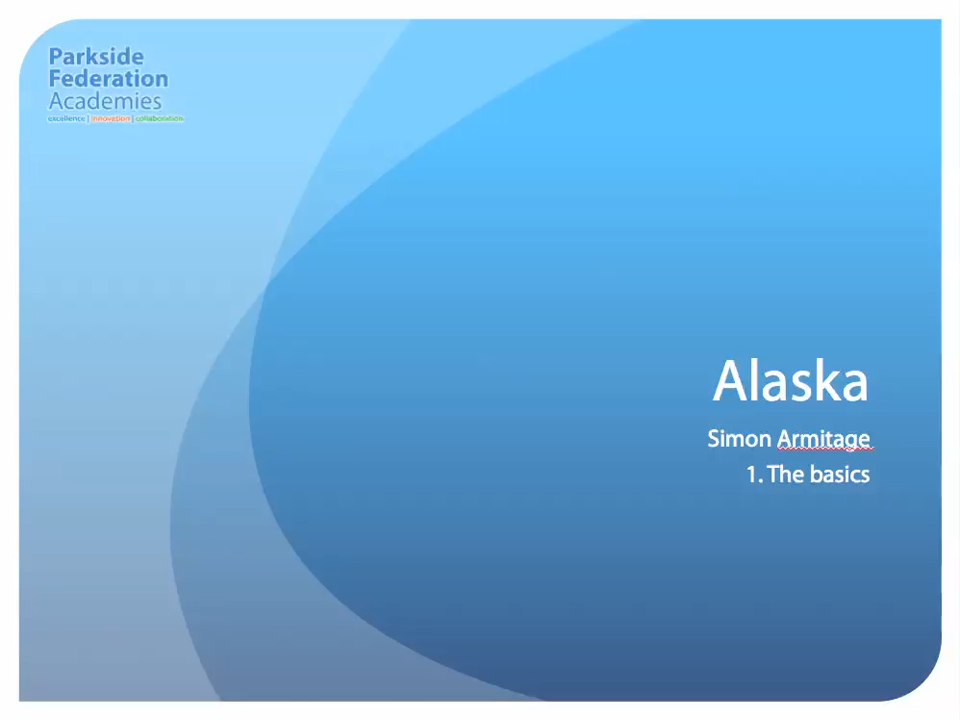 Parkside
Federation
Academies
excellence | innovation | collaboration
Alaska
Simon Armitage
1. The basics